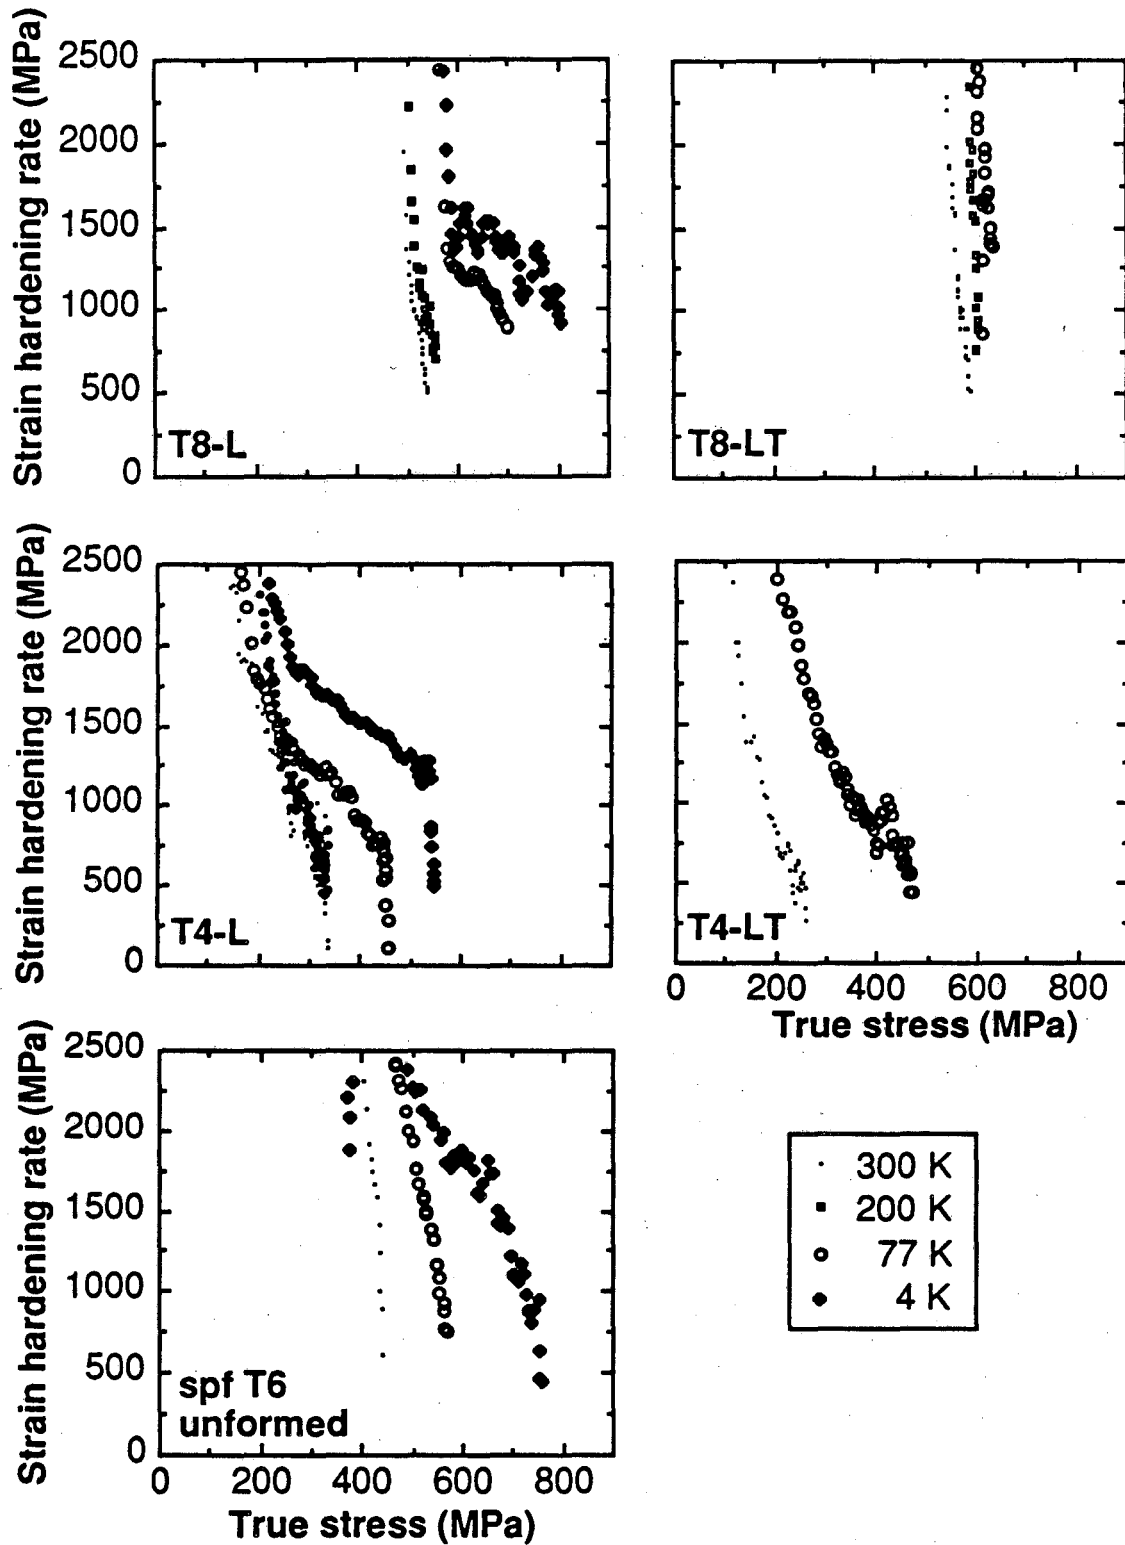 Strain hardening rate (MPa)
2500
2000
1500
1000
500
0
T8-L
T8-LT
Strain hardening rate (MPa)
2500
2000
1500
1000
500
0
T4-L
T4-LT
0 200 400 600 800
True stress (MPa)
Strain hardening rate (MPa)
2500
2000
1500
1000
500
0
spf T6
unformed
0 200 400 600 800
True stress (MPa)
300 K
200 K
77 K
4 K